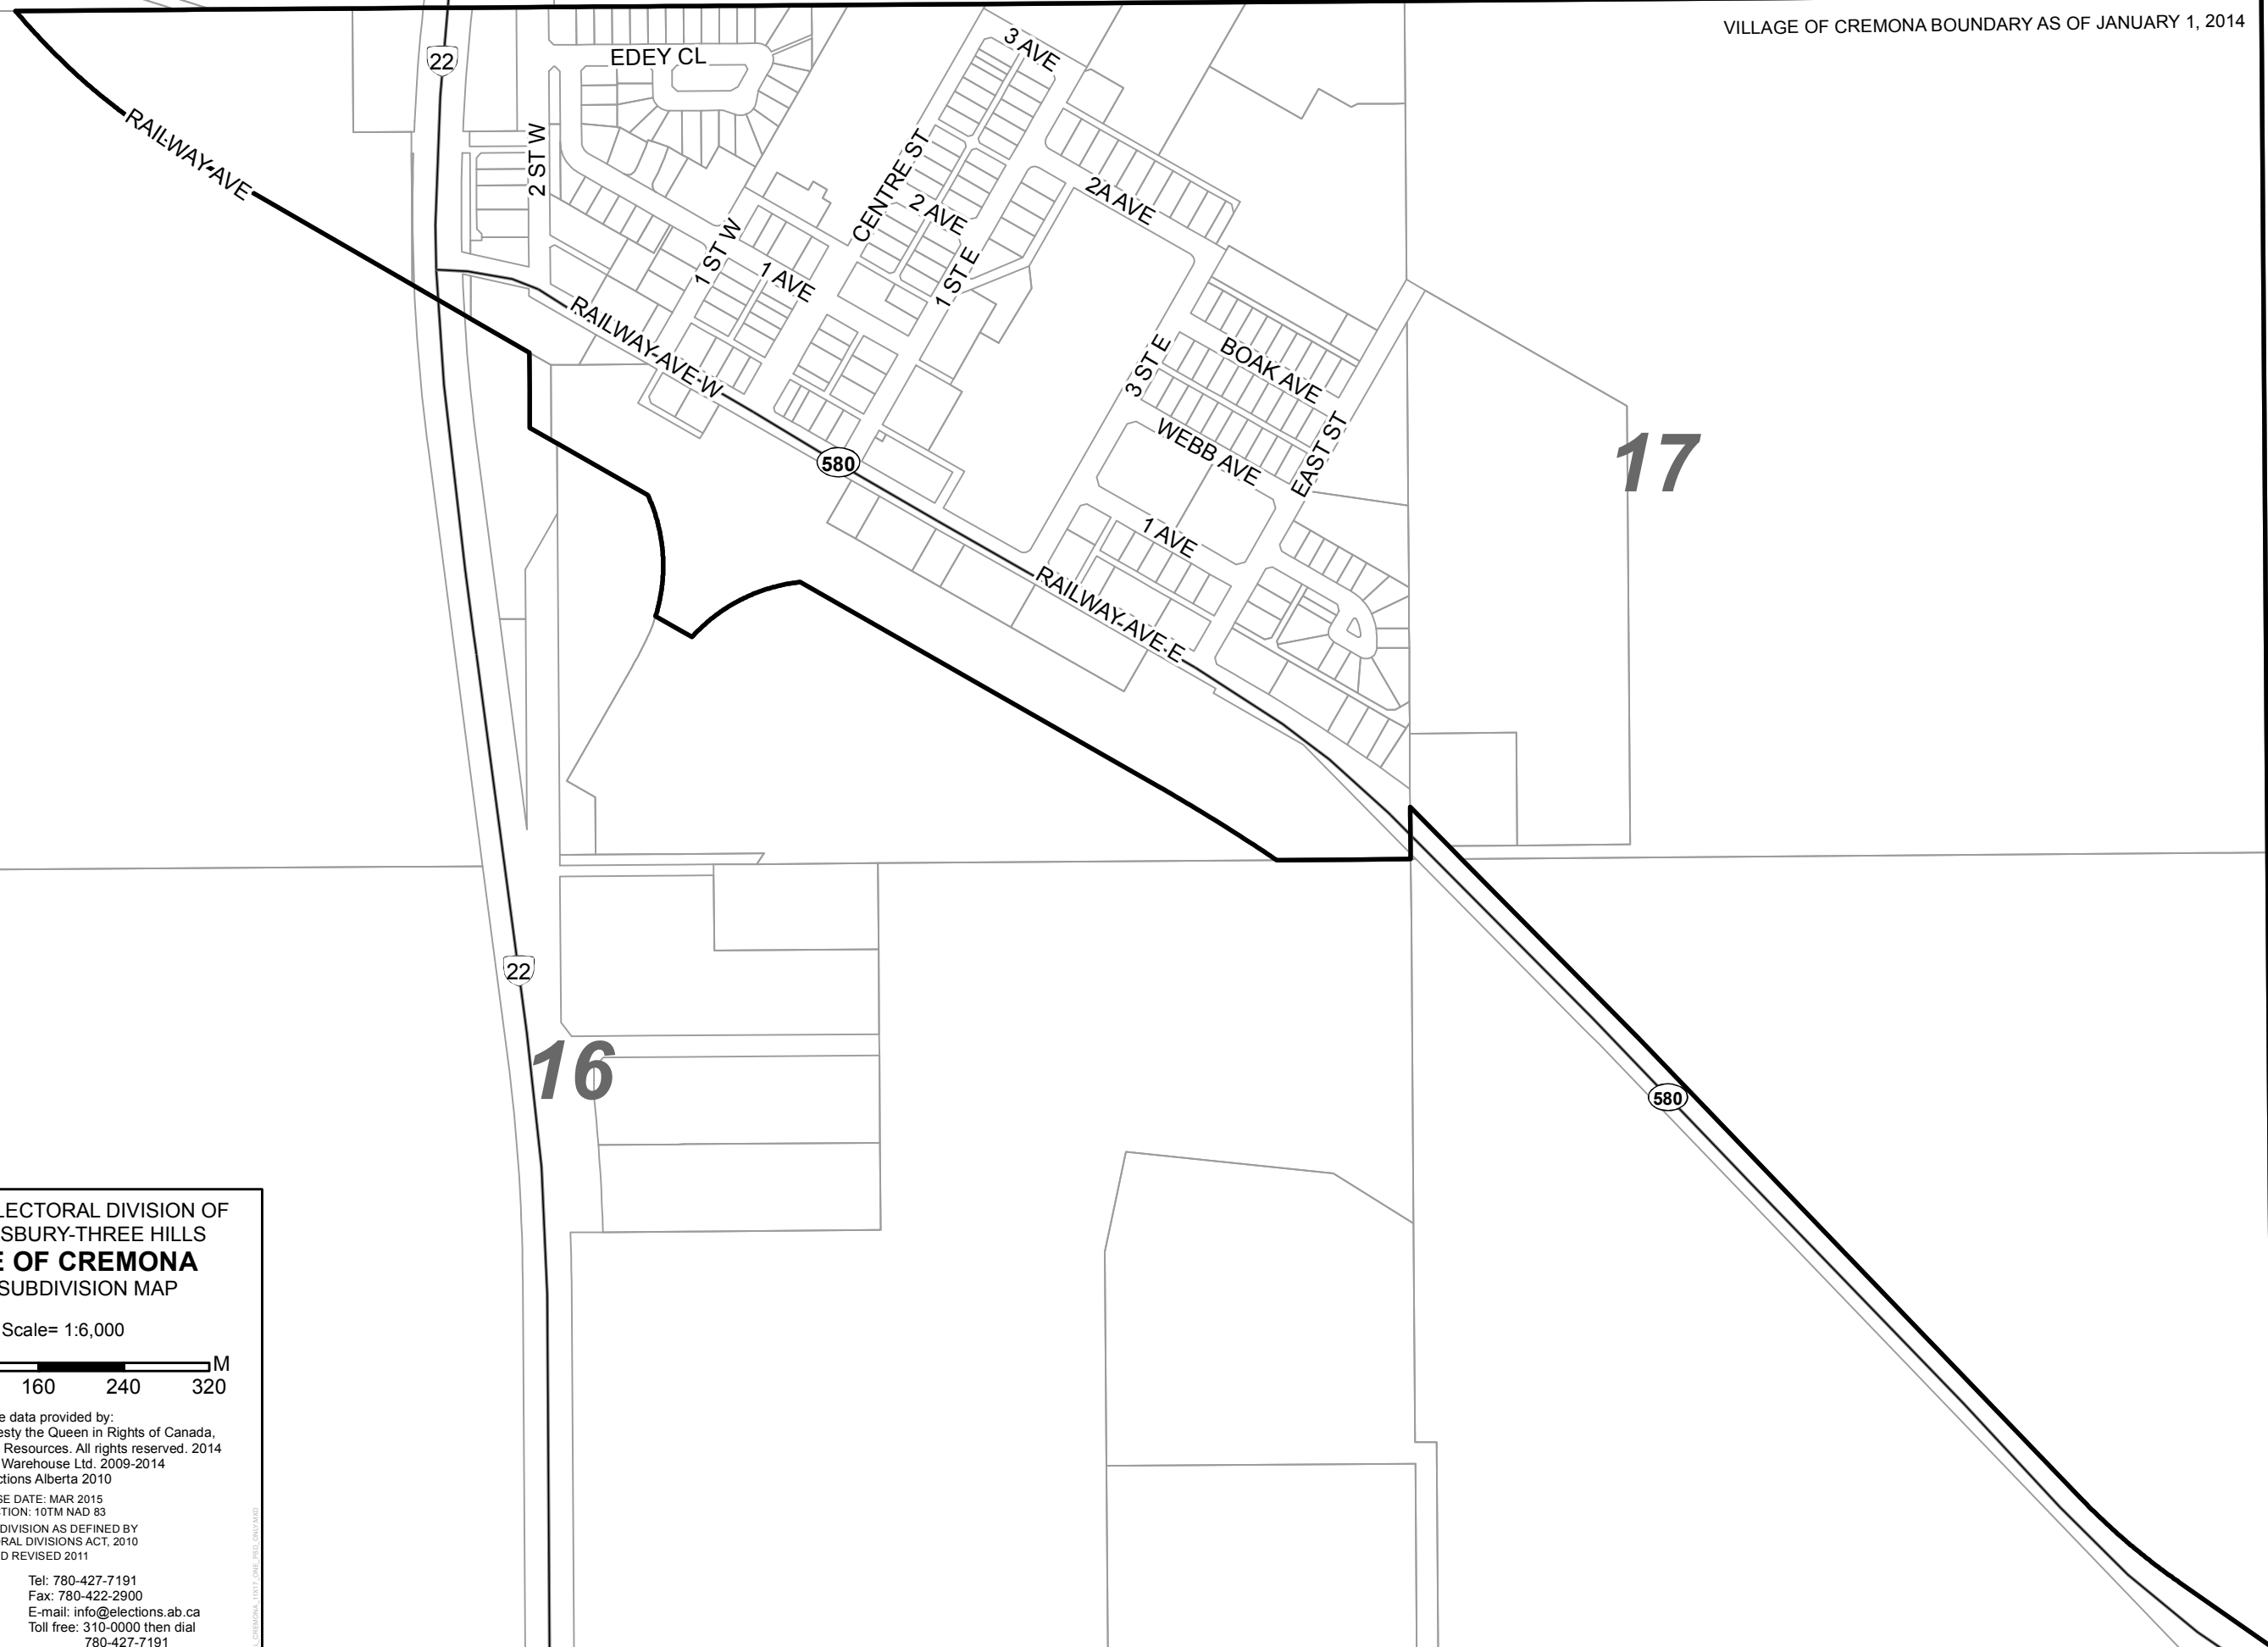 VILLAGE OF CREMONA BOUNDARY AS OF JANUARY 1, 2014
22
EDEY CL
3 AVE
RAILWAY AVE
2 ST W
CENTRE ST
2A AVE
2 AVE
1 ST W
1 AVE
1 ST E
RAILWAY AVE W
3 ST E
BOAK AVE
EAST ST
WEBB AVE
17
580
1 AVE
RAILWAY AVE E
22
16
580
LECTORAL DIVISION OF
SBURY-THREE HILLS
E OF CREMONA
SUBDIVISION MAP
Scale= 1:6,000
M
160 240 320
e data provided by:
esty the Queen in Rights of Canada,
Resources. All rights reserved. 2014
Warehouse Ltd. 2009-2014
ctions Alberta 2010
SE DATE: MAR 2015
CTION: 10TM NAD 83
DIVISION AS DEFINED BY
ORAL DIVISIONS ACT, 2010
D REVISED 2011
Tel: 780-427-7191
Fax: 780-422-2900
E-mail: info@elections.ab.ca
Toll free: 310-0000 then dial
780-427-7191